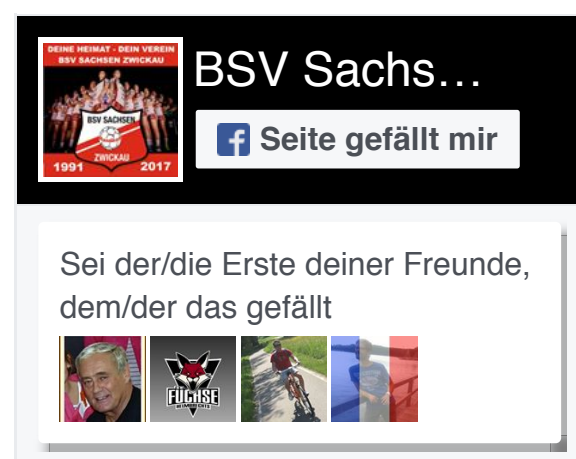 DEINE HEIMAT - DEIN VEREIN
BSV SACHSEN ZWICKAU
BSV SACHSEN
ZWICKAU
1991 2017
BSV Sachs...
Seite gefällt mir
Sei der/die Erste deiner Freunde,
dem/der das gefällt
FÜCHSE